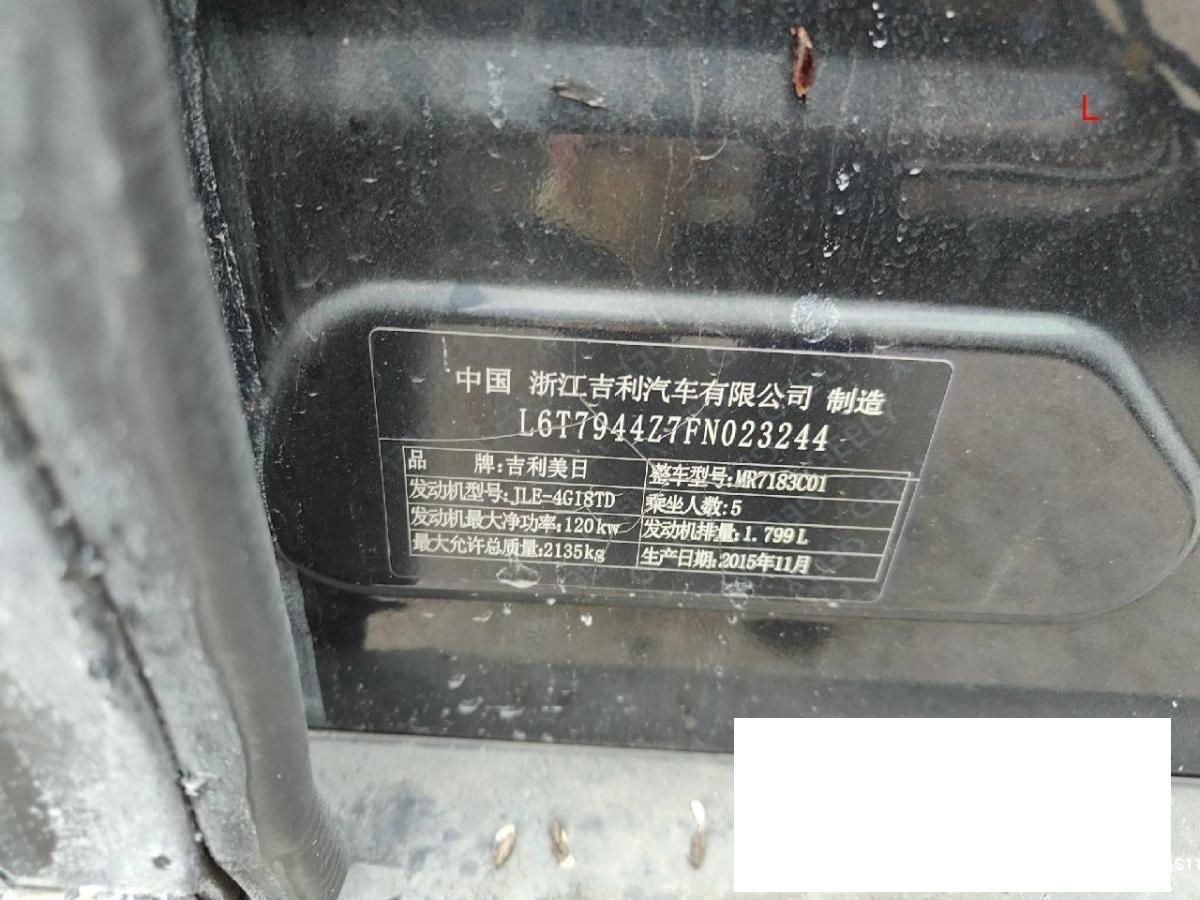 L
中国 浙江吉利汽车有限公司 制造
L6T7944Z7FN023244
品 牌:吉利美日 整车型号:MR7183C01
发动机型号:JLE-4G18TD 乘坐人数:5
发动机最大净功率:120kw 发动机排量:1.799L
最大允许总质量:2135kg 生产日期:2015年11月